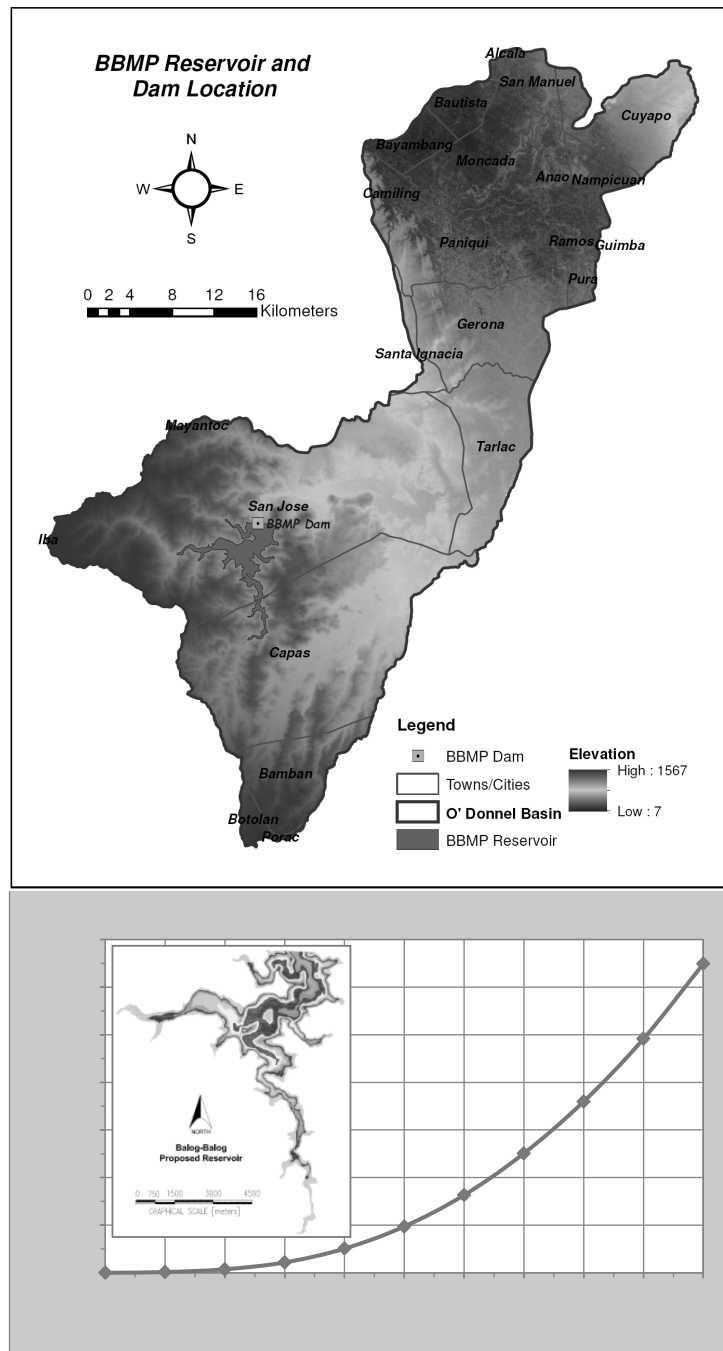 BBMP Reservoir and
Dam Location
N
W E
S
0 2 4 8 12 16
Kilometers
Alcala
San Manuel
Bautista
Cuyapo
Bayambang
Moncada
Anao
Nampicuan
Camiling
Paniqui
Ramos
Guimba
Pura
Gerona
Santa Ignacia
Mayantoc
Tarlac
San Jose
BBMP Dam
Iba
Capas
Bamban
Botolan
Porac
Legend
BBMP Dam
Towns/Cities
O' Donnel Basin
BBMP Reservoir
Elevation
High : 1567
Low : 7
NORTH
Balog-Balog
Proposed Reservoir
0 750 1500 3000 4500
GRAPHICAL SCALE (meters)